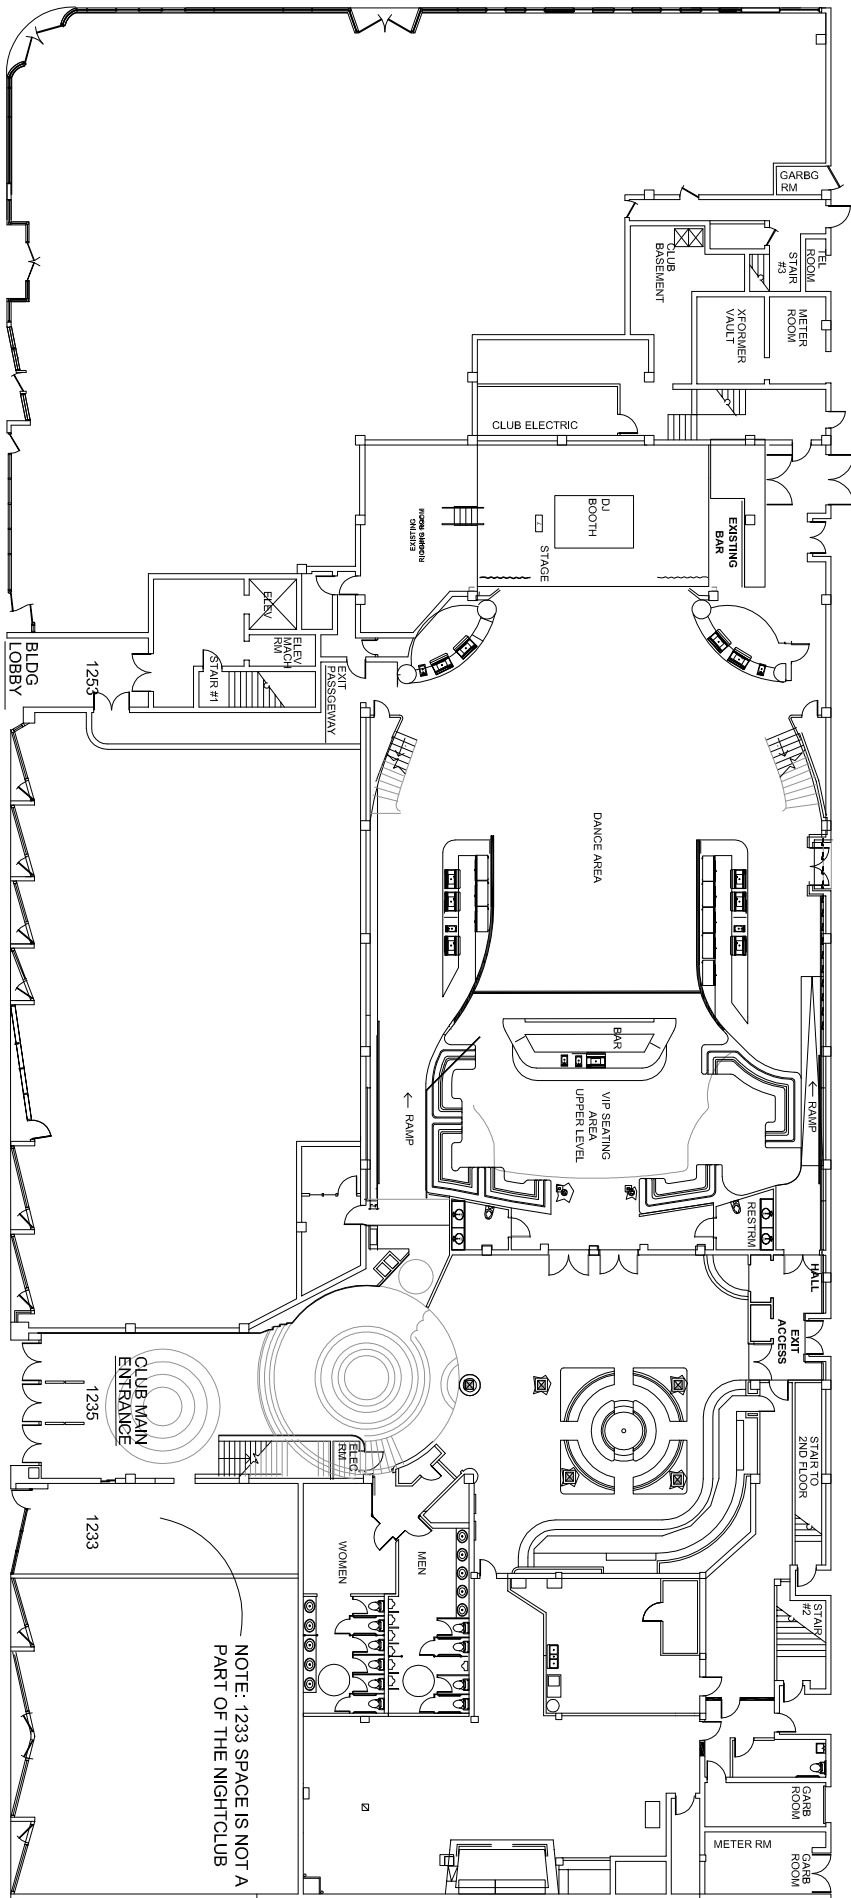 GARBG
RM
TEL
ROOM
STAIR
#3
CLUB
BASEMENT
METER
ROOM
XFORMER
VAULT
CLUB ELECTRIC
DJ
BOOTH
STAGE
EXISTING
BAR
EXISTING
ELEV
ELEV
MACH
RM
STAIR #1
EXIT
PASSGEWAY
BLDG
LOBBY
1253
DANCE AREA
BAR
VIP SEATING
AREA
UPPER LEVEL
RAMP
RAMP
RESTRM
HALL
EXIT
ACCESS
CLUB MAIN
ENTRANCE
1235
ELEC
RM
STAIR TO
2ND FLOOR
1233
WOMEN
MEN
STAIR
#2
NOTE: 1233 SPACE IS NOT A
PART OF THE NIGHTCLUB
GARB
ROOM
METER RM
GARB
ROOM